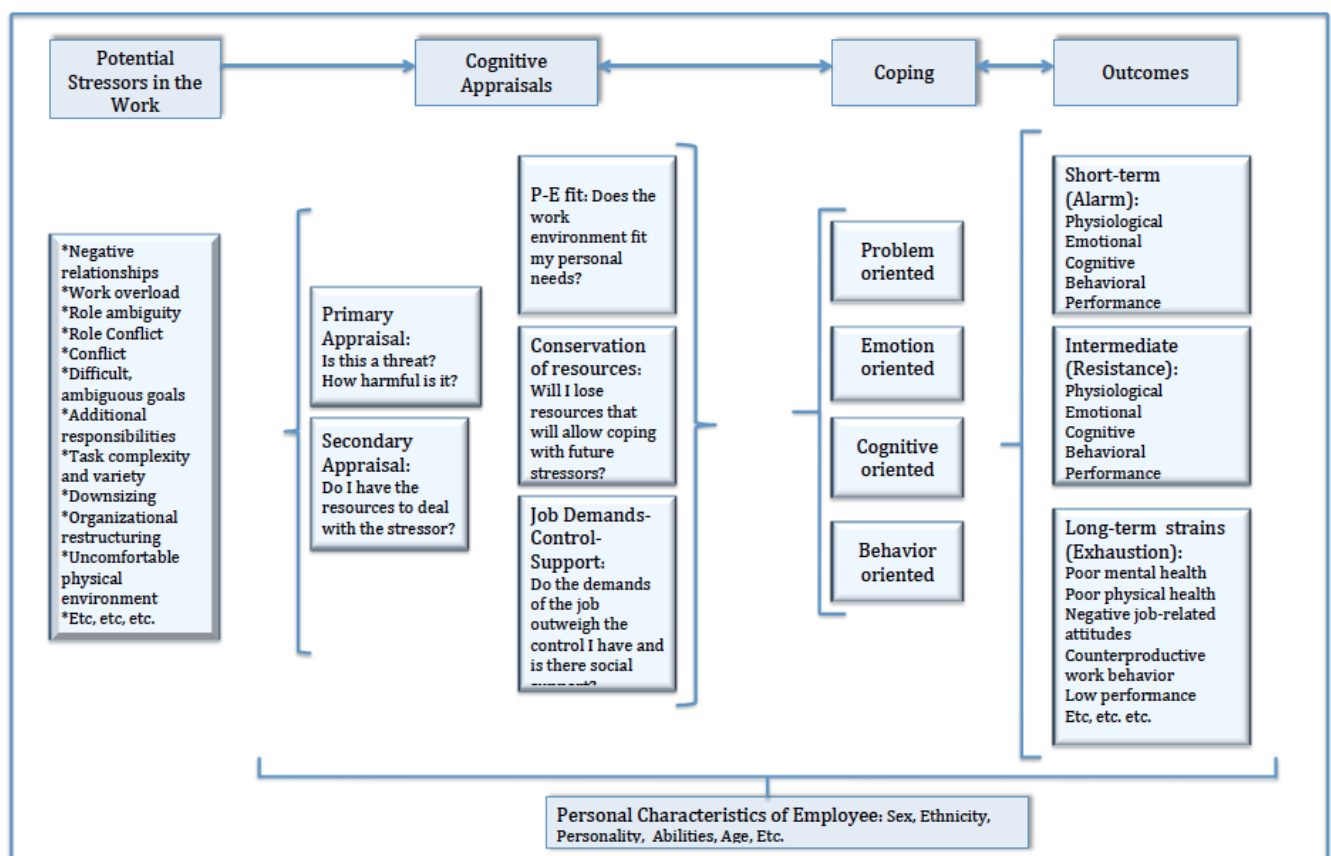 Potential
Stressors in the
Work
Cognitive
Appraisals
Coping
Outcomes
*Negative
relationships
*Work overload
*Role ambiguity
*Role Conflict
*Conflict
*Difficult,
ambiguous goals
*Additional
responsibilities
*Task complexity
and variety
*Downsizing
*Organizational
restructuring
*Uncomfortable
physical
environment
*Etc, etc, etc.
Primary
Appraisal:
Is this a threat?
How harmful is it?
Secondary
Appraisal:
Do I have the
resources to deal
with the stressor?
P-E fit: Does the
work
environment fit
my personal
needs?
Conservation
of resources:
Will I lose
resources that
will allow coping
with future
stressors?
Job Demands-
Control-
Support:
Do the demands
of the job
outweigh the
control I have and
is there social
support?
Problem
oriented
Emotion
oriented
Cognitive
oriented
Behavior
oriented
Short-term
(Alarm):
Physiological
Emotional
Cognitive
Behavioral
Performance
Intermediate
(Resistance):
Physiological
Emotional
Cognitive
Behavioral
Performance
Long-term strains
(Exhaustion):
Poor mental health
Poor physical health
Negative job-related
attitudes
Counterproductive
work behavior
Low performance
Etc, etc. etc.
Personal Characteristics of Employee: Sex, Ethnicity,
Personality, Abilities, Age, Etc.